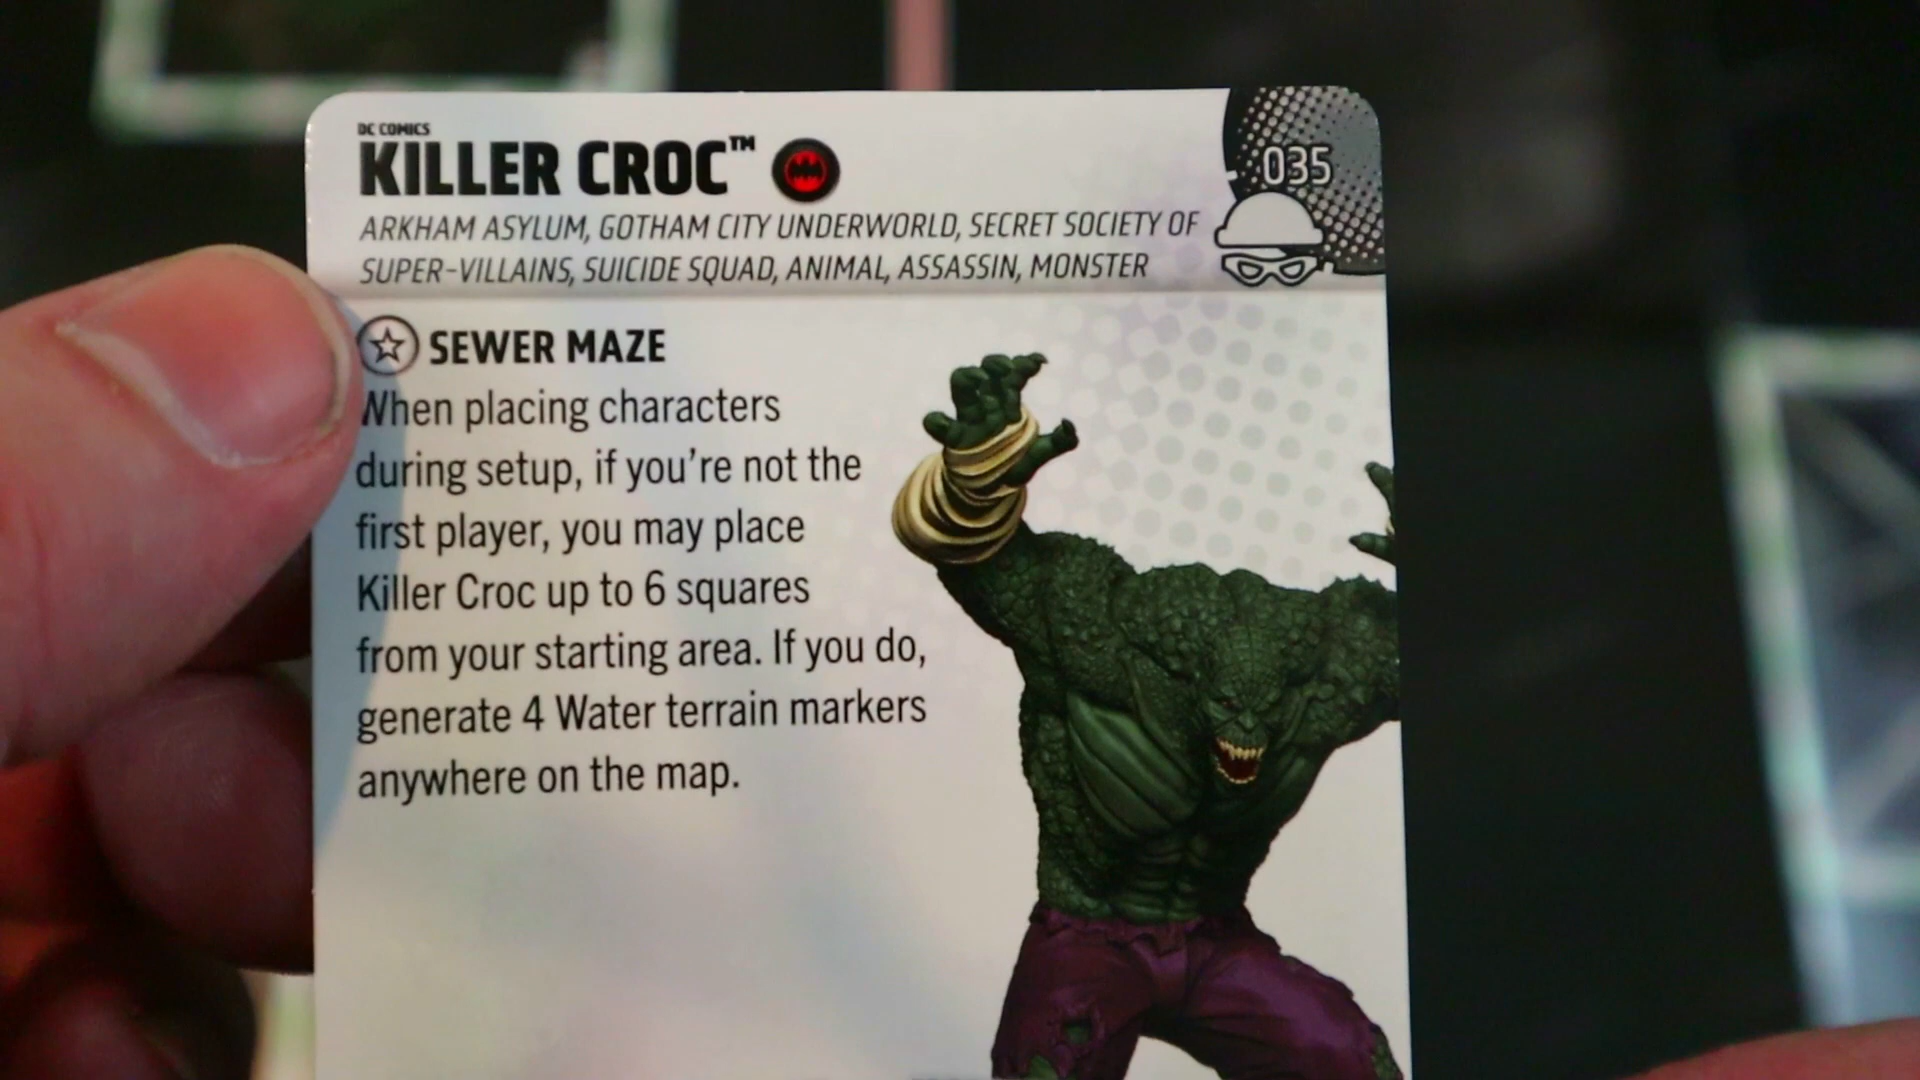 DC COMICS
KILLER CROC™
035
ARKHAM ASYLUM, GOTHAM CITY UNDERWORLD, SECRET SOCIETY OF
SUPER-VILLAINS, SUICIDE SQUAD, ANIMAL, ASSASSIN, MONSTER
SEWER MAZE
When placing characters
during setup, if you're not the
first player, you may place
Killer Croc up to 6 squares
from your starting area. If you do,
generate 4 Water terrain markers
anywhere on the map.